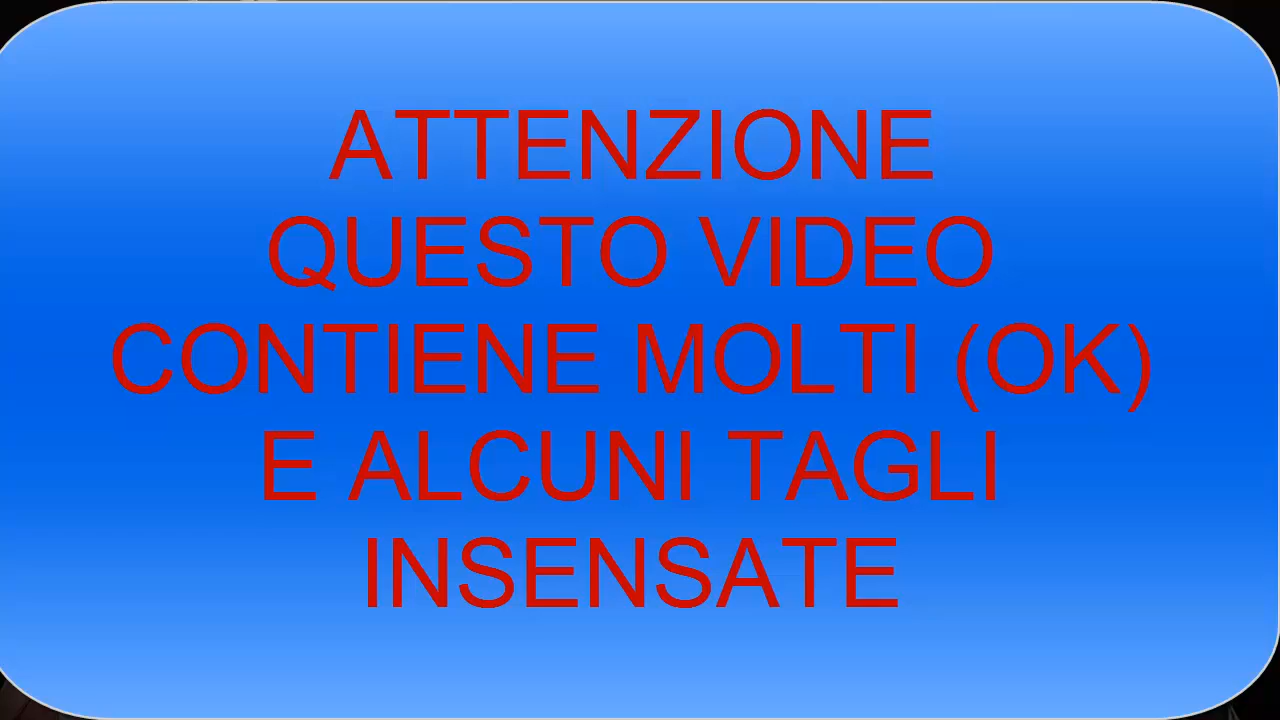 ATTENZIONE
QUESTO VIDEO
CONTIENE MOLTI (OK)
E ALCUNI TAGLI
INSENSATE